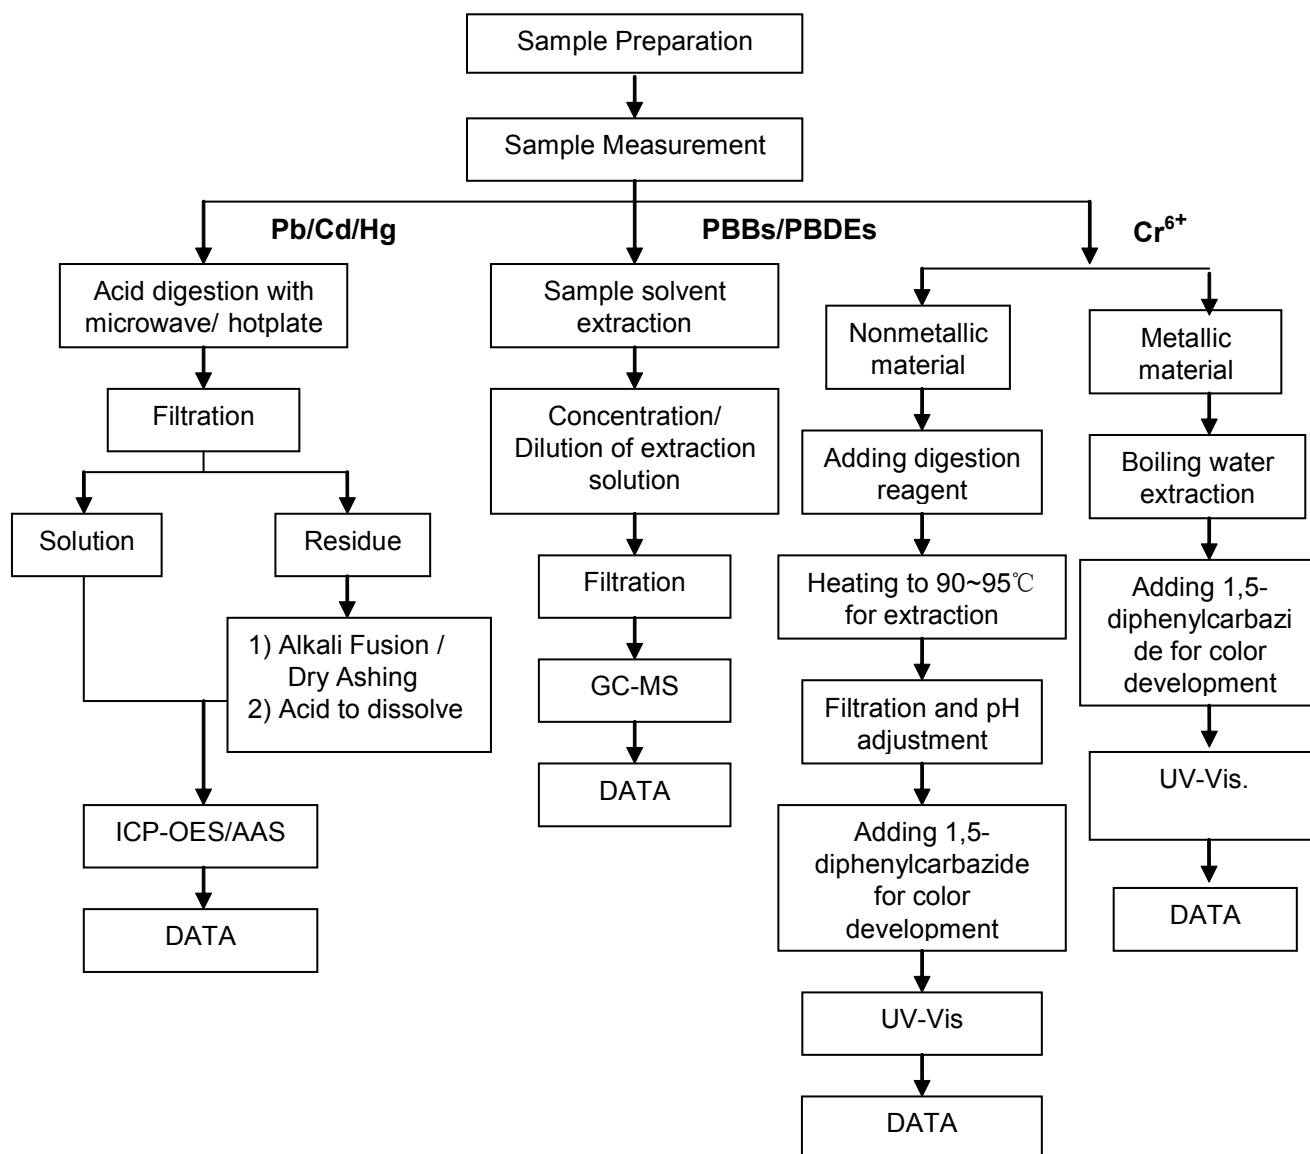 Sample Preparation
Sample Measurement
Pb/Cd/Hg
PBBs/PBDEs
Cr⁶⁺
Acid digestion with
microwave/ hotplate
Filtration
Solution
Residue
1) Alkali Fusion /
Dry Ashing
2) Acid to dissolve
ICP-OES/AAS
DATA
Sample solvent
extraction
Concentration/
Dilution of extraction
solution
Filtration
GC-MS
DATA
Nonmetallic
material
Adding digestion
reagent
Heating to 90~95℃
for extraction
Filtration and pH
adjustment
Adding 1,5-
diphenylcarbazide
for color
development
UV-Vis
DATA
Metallic
material
Boiling water
extraction
Adding 1,5-
diphenylcarbazi
de for color
development
UV-Vis.
DATA